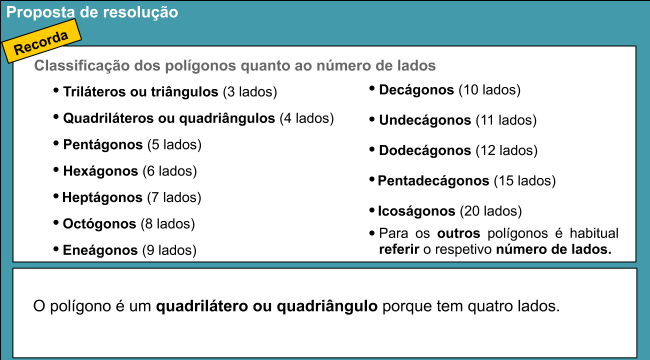 Proposta de resolução
Recorda
Classificação dos polígonos quanto ao número de lados
• Triláteros ou triângulos (3 lados)
• Quadriláteros ou quadriângulos (4 lados)
• Pentágonos (5 lados)
• Hexágonos (6 lados)
• Heptágonos (7 lados)
• Octógonos (8 lados)
• Eneágonos (9 lados)
• Decágonos (10 lados)
• Undecágonos (11 lados)
• Dodecágonos (12 lados)
• Pentadecágonos (15 lados)
• Icoságonos (20 lados)
• Para os outros polígonos é habitual
referir o respetivo número de lados.
O polígono é um quadrilátero ou quadriângulo porque tem quatro lados.